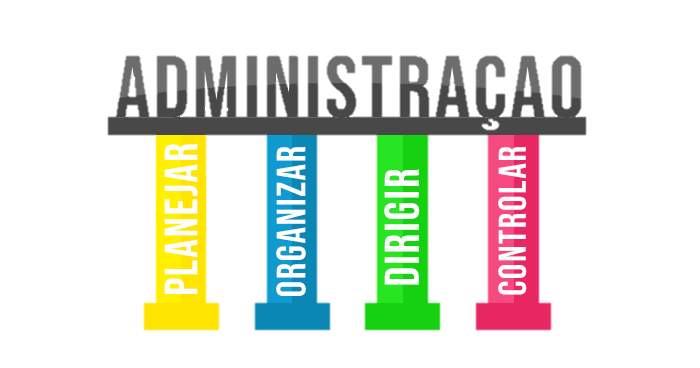 ADMINISTRAÇAO
PLANEJAR
ORGANIZAR
DIRIGIR
CONTROLAR